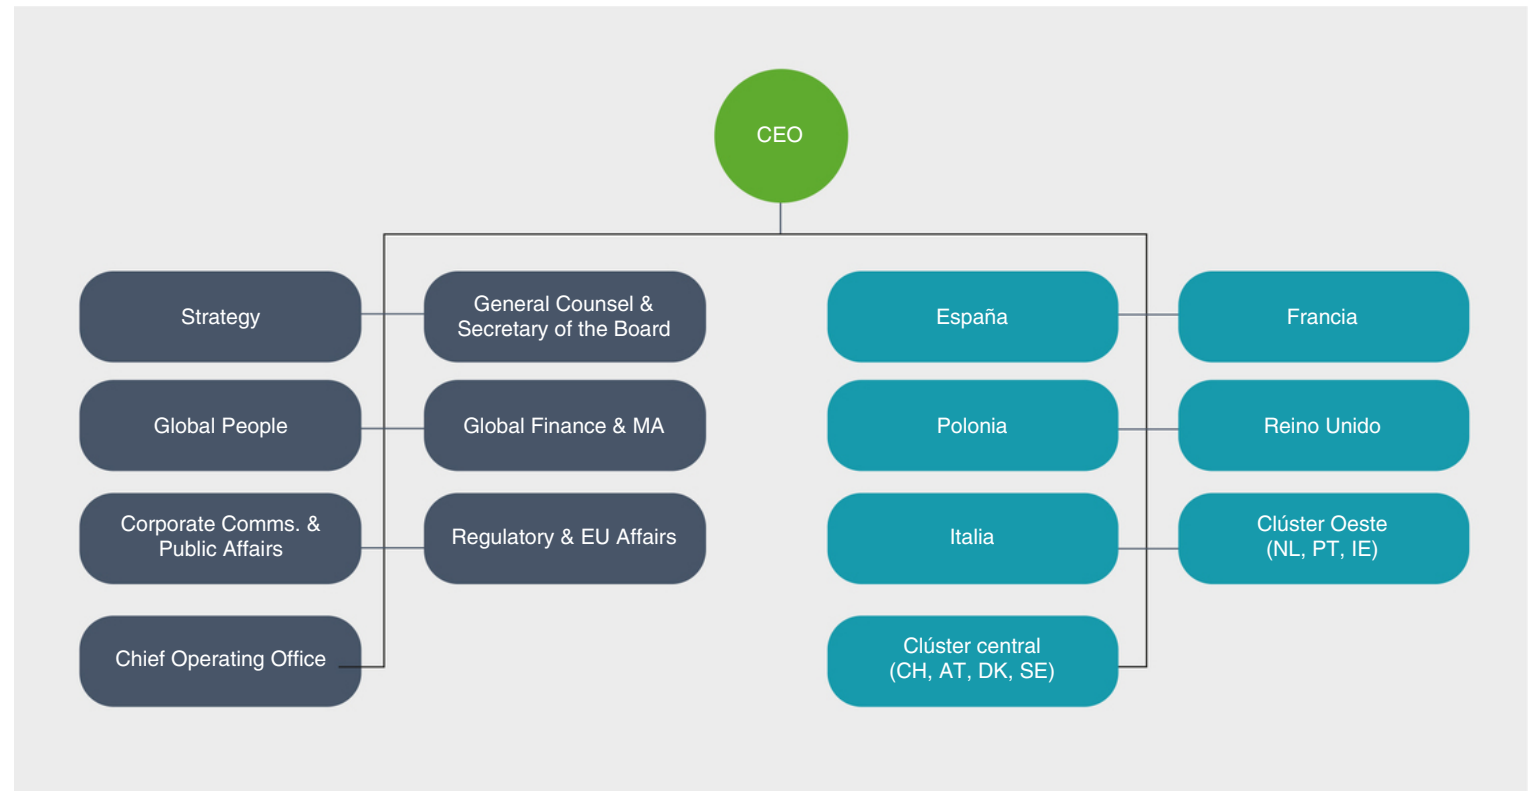 CEO
Strategy
General Counsel &
Secretary of the Board
España
Francia
Global People
Global Finance & MA
Polonia
Reino Unido
Corporate Comms. &
Public Affairs
Regulatory & EU Affairs
Italia
Clúster Oeste
(NL, PT, IE)
Chief Operating Office
Clúster central
(CH, AT, DK, SE)